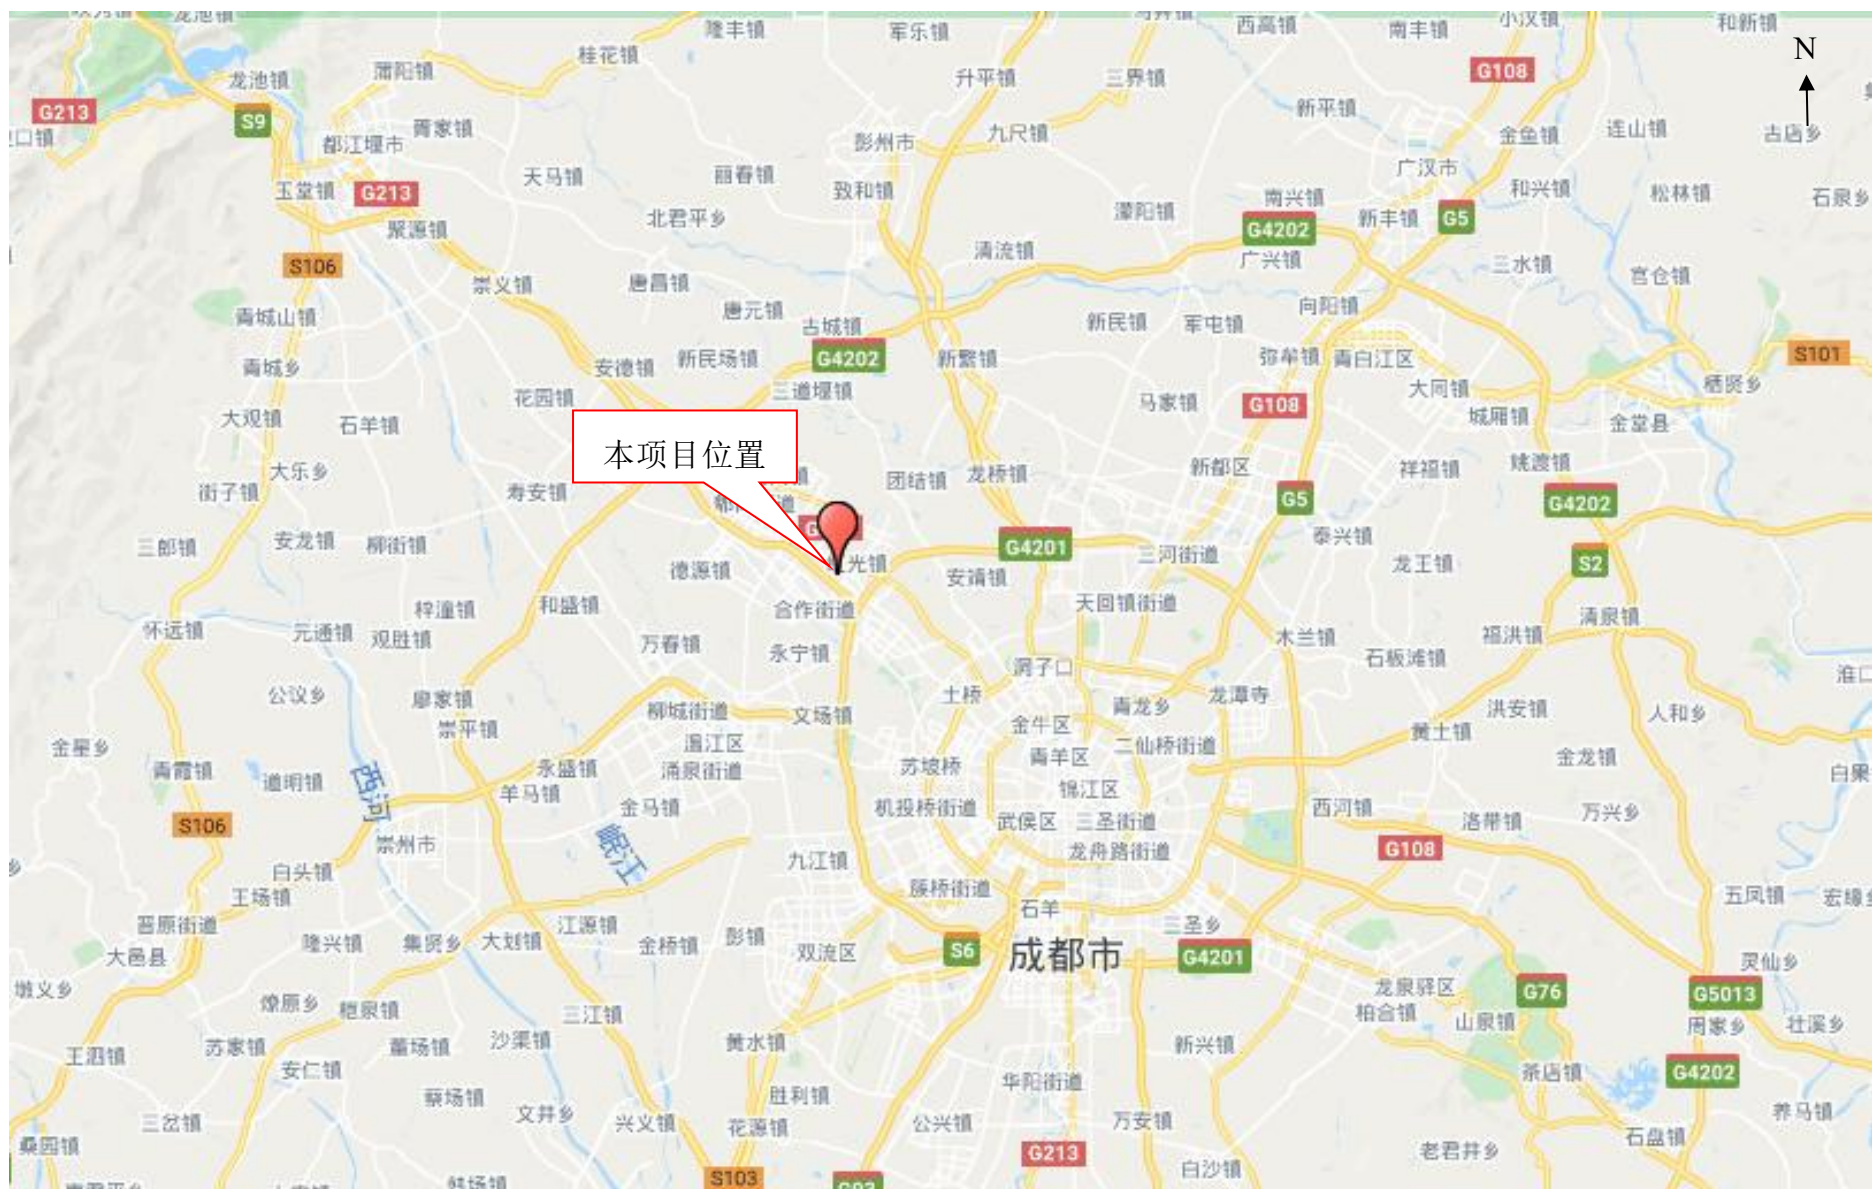 龙池镇
隆丰镇
军乐镇
西高镇
南丰镇
小汉镇
和新镇
N
桂花镇
蒲阳镇
龙池镇
升平镇
三界镇
G108
G213
S9
新平镇
胥家镇
九尺镇
金鱼镇
连山镇
古店乡
都江堰市
彭州市
广汉市
玉堂镇
G213
天马镇
丽春镇
致和镇
南兴镇
和兴镇
松林镇
石泉乡
北君平乡
濛阳镇
新丰镇
G5
聚源镇
G4202
清流镇
广兴镇
S106
三水镇
官仓镇
崇义镇
唐昌镇
唐元镇
向阳镇
青城山镇
古城镇
新民镇
军屯镇
G4202
S101
安德镇
新民场镇
新繁镇
弥牟镇
青白江区
青城乡
三道堰镇
大同镇
栖贤乡
花园镇
马家镇
G108
大观镇
石羊镇
城厢镇
金堂县
本项目位置
大乐乡
团结镇
龙桥镇
新都区
祥福镇
姚渡镇
街子镇
寿安镇
G5
G4202
三郎镇
安龙镇
柳街镇
G4201
三河街道
泰兴镇
德源镇
光镇
安靖镇
龙王镇
S2
梓潼镇
和盛镇
合作街道
天回镇街道
清泉镇
怀远镇
元通镇
观胜镇
万春镇
永宁镇
木兰镇
福洪镇
石板滩镇
洞子口
淮口
公议乡
廖家镇
土桥
龙潭寺
崇平镇
柳城街道
文场镇
金牛区
青龙乡
洪安镇
人和乡
金星乡
温江区
二仙桥街道
黄土镇
青霞镇
道明镇
西河
永盛镇
涌泉街道
苏坡桥
青羊区
金龙镇
白果
羊马镇
金马镇
锦江区
机投桥街道
武侯区
三圣街道
西河镇
洛带镇
万兴乡
S106
崇州市
岷江
G108
白头镇
九江镇
龙舟路街道
王场镇
簇桥街道
五凤镇
宏缘乡
晋原街道
江源镇
石羊
三圣乡
大邑县
隆兴镇
集贤乡
大划镇
金桥镇
彭镇
双流区
S6
成都市
G4201
灵仙乡
墩义乡
燎原乡
桤泉镇
龙泉驿区
G76
G5013
三江镇
柏合镇
山泉镇
周家乡
壮溪乡
王泗镇
苏家镇
董场镇
沙渠镇
黄水镇
新兴镇
安仁镇
华阳街道
茶店镇
G4202
蔡场镇
文井乡
胜利镇
养马镇
三岔镇
兴义镇
花源镇
公兴镇
万安镇
桑园镇
石盘镇
G213
老君井乡
S103
白沙镇
韩场镇